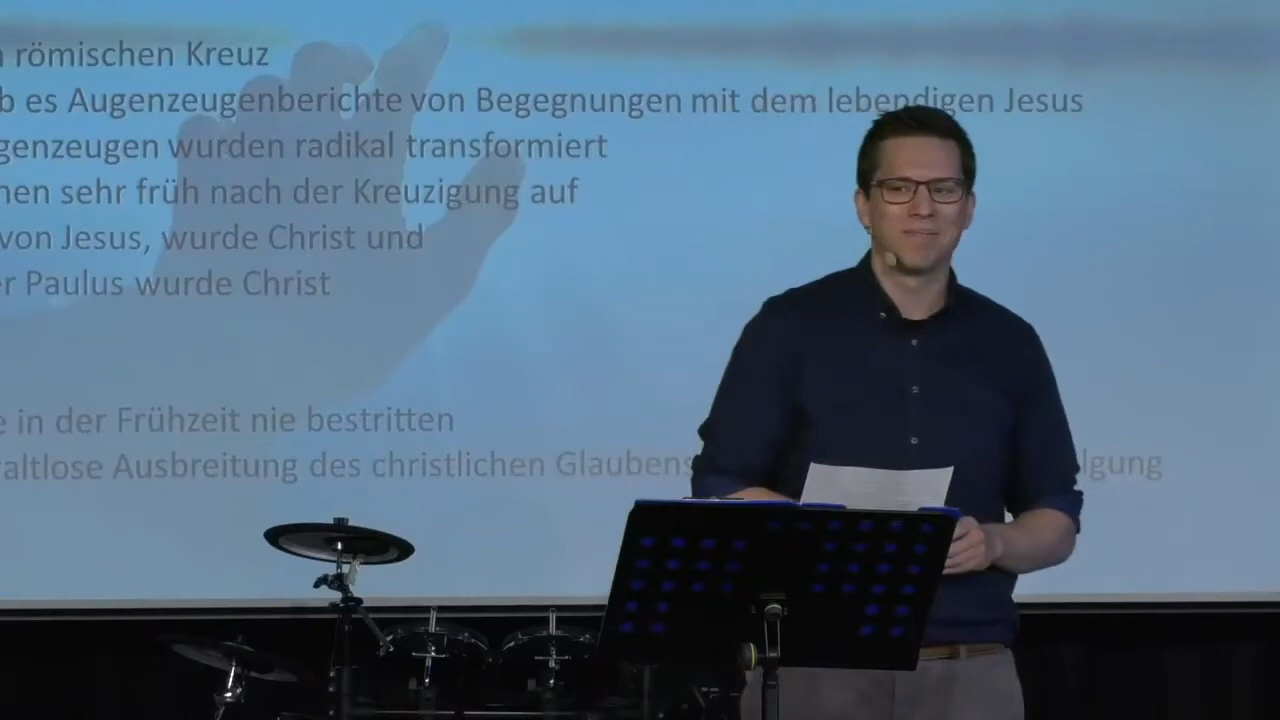 römischen Kreuz
es Augenzeugenberichte von Begegnungen mit dem lebendigen Jesus
genzeugen wurden radikal transformiert
nen sehr früh nach der Kreuzigung auf
von Jesus, wurde Christ und
er Paulus wurde Christ
e in der Frühzeit nie bestritten
altlose Ausbreitung des christlichen Glaubens lgung